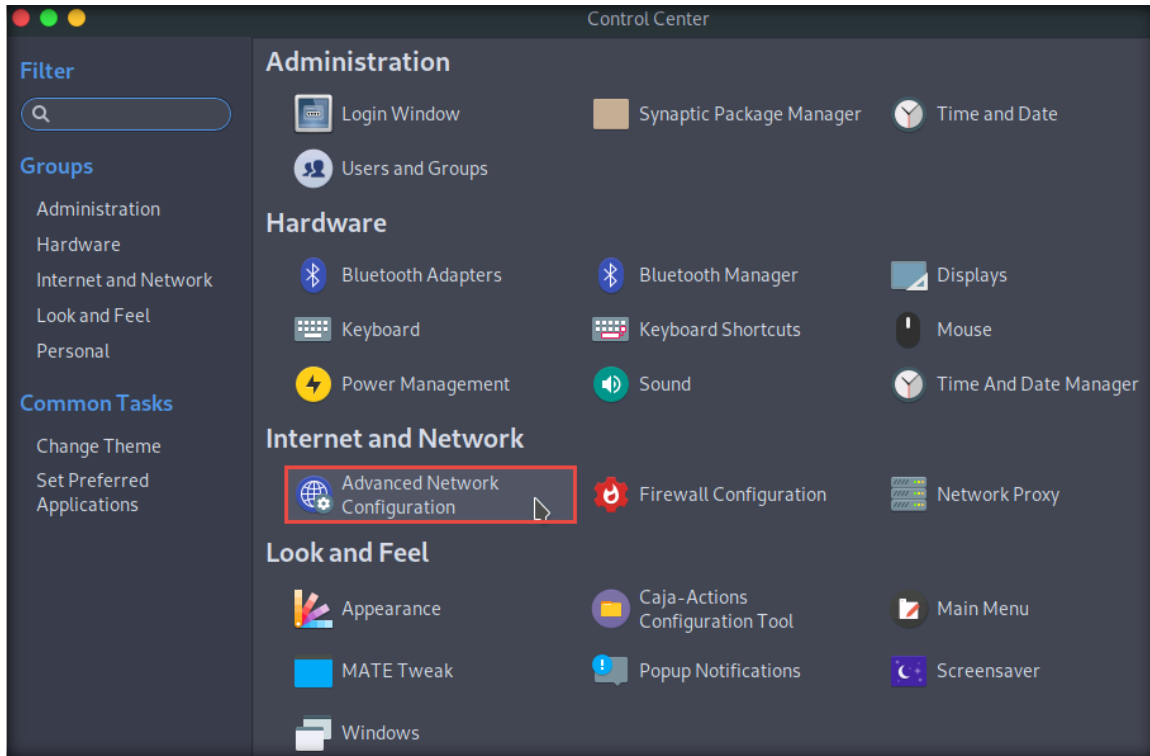 Control Center
Filter
Groups
Administration
Hardware
Internet and Network
Look and Feel
Personal
Common Tasks
Change Theme
Set Preferred
Applications
Administration
Login Window
Synaptic Package Manager
Time and Date
Users and Groups
Hardware
Bluetooth Adapters
Bluetooth Manager
Displays
Keyboard
Keyboard Shortcuts
Mouse
Power Management
Sound
Time And Date Manager
Internet and Network
Advanced Network
Configuration
Firewall Configuration
Network Proxy
Look and Feel
Appearance
Caja-Actions
Configuration Tool
Main Menu
MATE Tweak
Popup Notifications
Screensaver
Windows